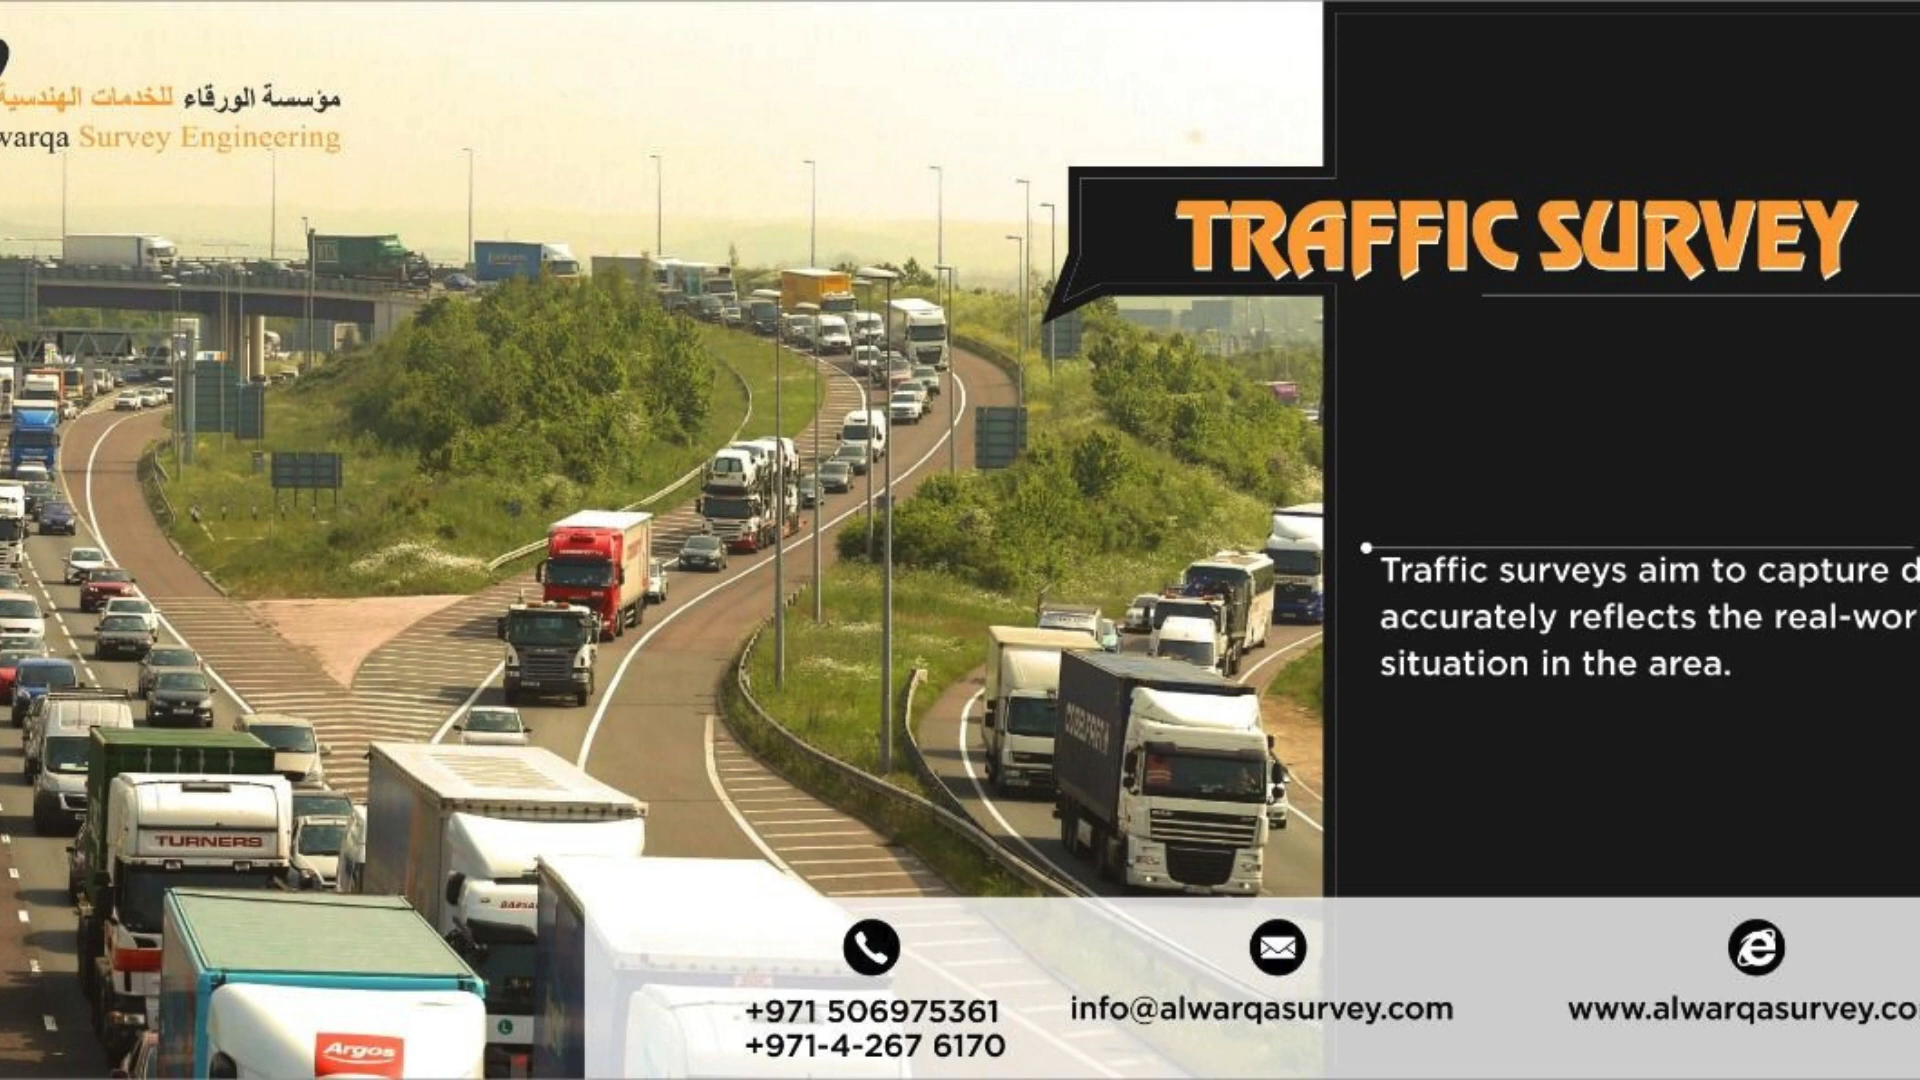 مؤسسة الورقاء للخدمات الهندسية
warqa Survey Engineering
TRAFFIC SURVEY
Traffic surveys aim to capture d
accurately reflects the real-wor
situation in the area.
TURNERS
Argos
+971 506975361
+971-4-267 6170
info@alwarqasurvey.com
www.alwarqasurvey.co